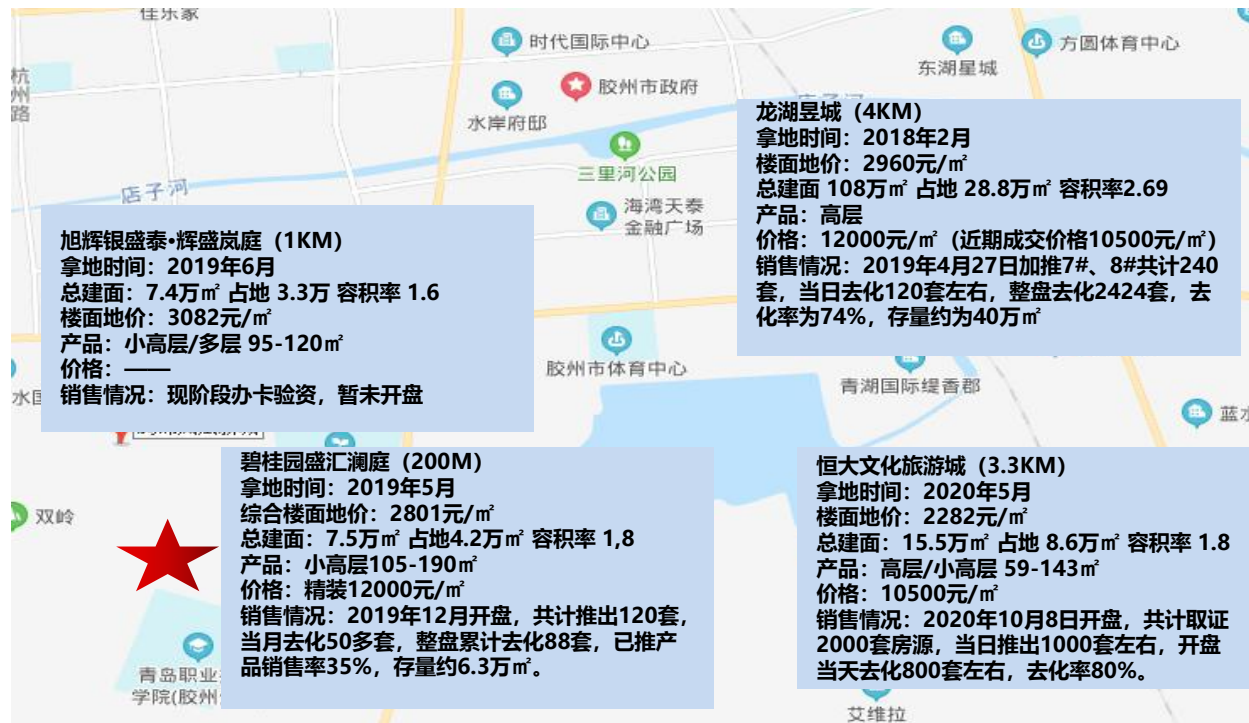 佳乐家
时代国际中心
方圆体育中心
东湖星城
杭州路
胶州市政府
水岸府邸
三里河公园
店子河
海湾天泰
金融广场
龙湖昱城（4KM）
拿地时间：2018年2月
楼面地价：2960元/㎡
总建面 108万㎡ 占地 28.8万㎡ 容积率2.69
产品：高层
价格：12000元/㎡（近期成交价格10500元/㎡）
销售情况：2019年4月27日加推7#、8#共计240
套，当日去化120套左右，整盘去化2424套，去
化率为74%，存量约为40万㎡
旭辉银盛泰•辉盛岚庭（1KM）
拿地时间：2019年6月
总建面：7.4万㎡ 占地 3.3万 容积率 1.6
楼面地价：3082元/㎡
产品：小高层/多层 95-120㎡
价格：——
销售情况：现阶段办卡验资，暂未开盘
胶州市体育中心
青湖国际缇香郡
蓝水
双岭
碧桂园盛汇澜庭（200M）
拿地时间：2019年5月
综合楼面地价：2801元/㎡
总建面：7.5万㎡ 占地4.2万㎡ 容积率 1,8
产品：小高层105-190㎡
价格：精装12000元/㎡
销售情况：2019年12月开盘，共计推出120套，
当月去化50多套，整盘累计去化88套，已推产
品销售率35%，存量约6.3万㎡。
恒大文化旅游城（3.3KM）
拿地时间：2020年5月
楼面地价：2282元/㎡
总建面：15.5万㎡ 占地 8.6万㎡ 容积率 1.8
产品：高层/小高层 59-143㎡
价格：10500元/㎡
销售情况：2020年10月8日开盘，共计取证
2000套房源，当日推出1000套左右，开盘
当天去化800套左右，去化率80%。
青岛职业
学院(胶州
艾维拉